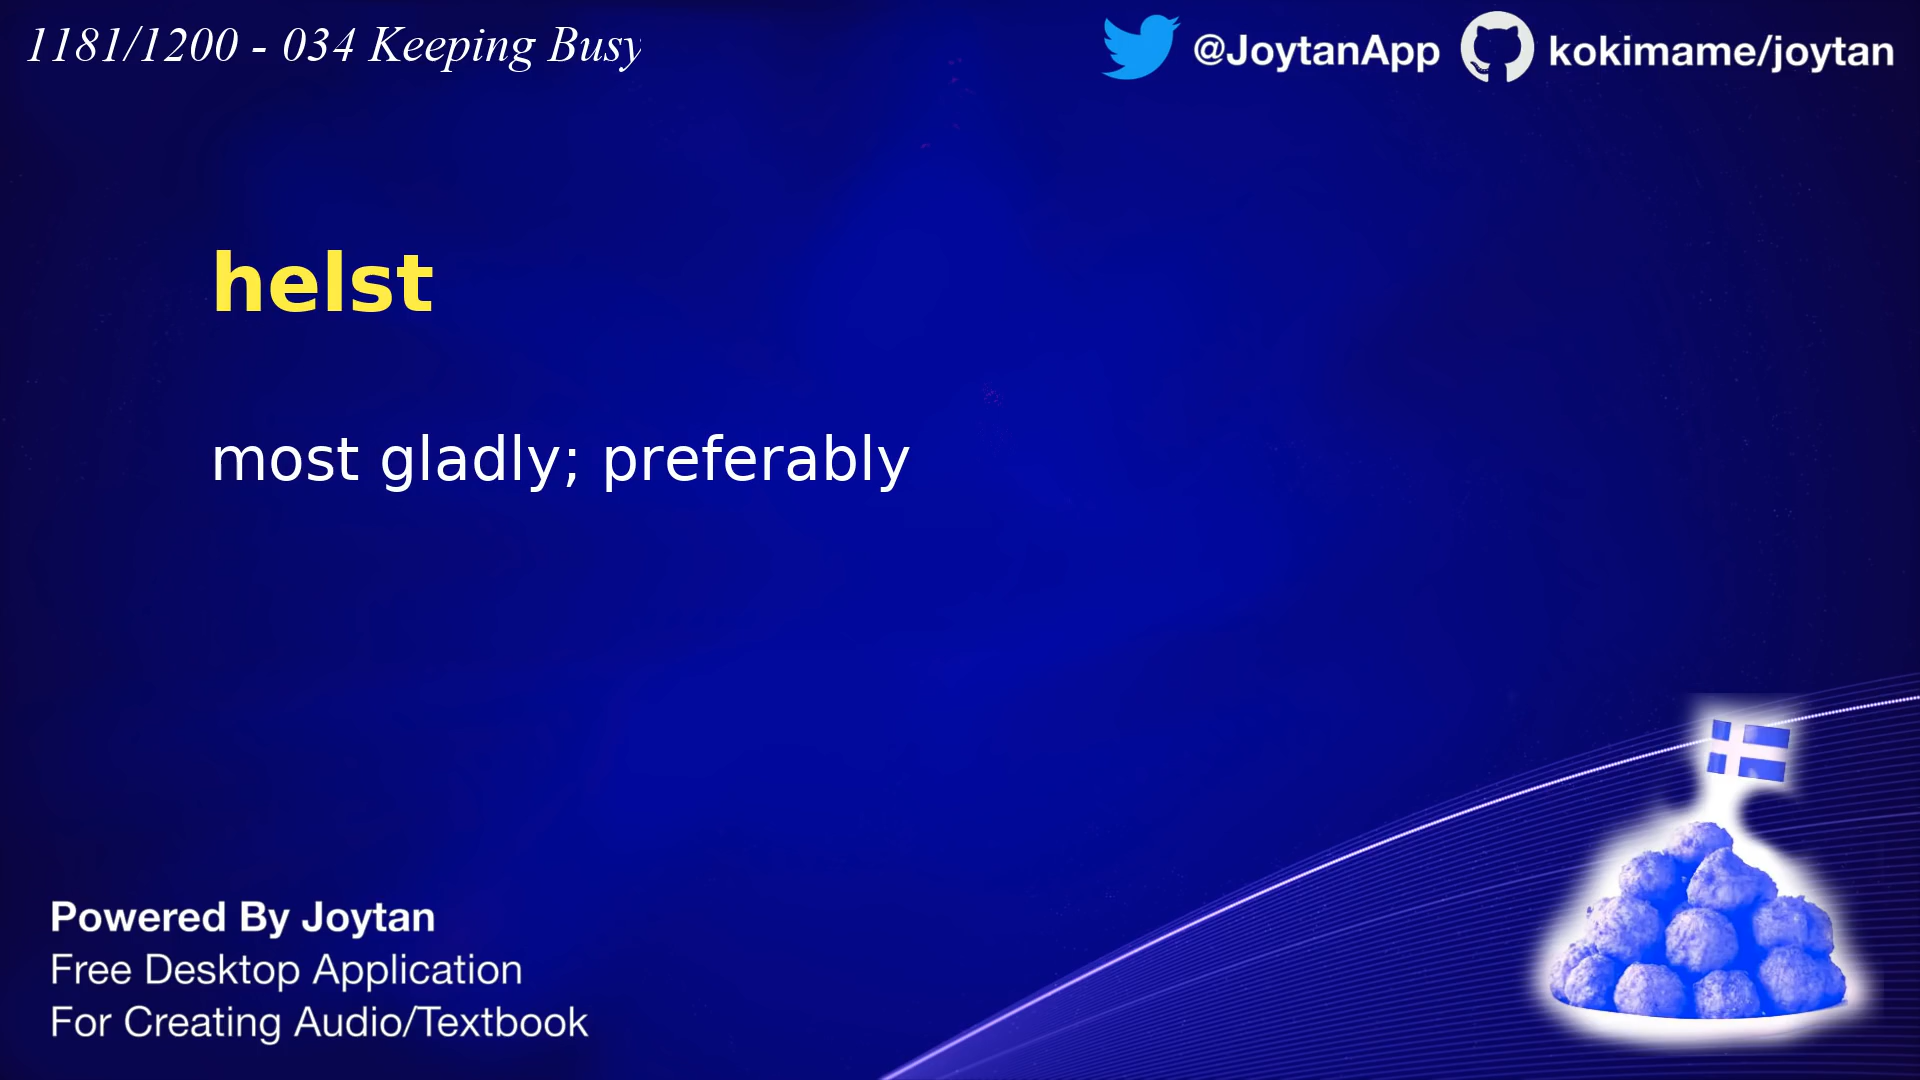 1181/1200 - 034 Keeping Busy
@JoytanApp
kokimame/joytan
helst
most gladly; preferably
Powered By Joytan
Free Desktop Application
For Creating Audio/Textbook